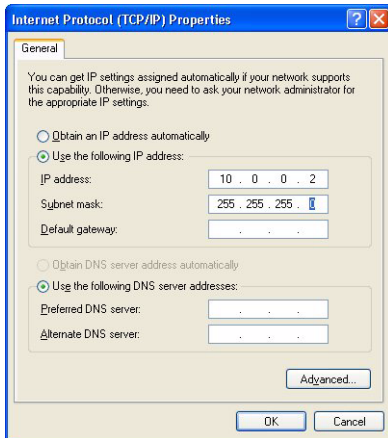 Internet Protocol (TCP/IP) Properties
General
You can get IP settings assigned automatically if your network supports
this capability. Otherwise, you need to ask your network administrator for
the appropriate IP settings.
Obtain an IP address automatically
Use the following IP address:
IP address: 10 . 0 . 0 . 2
Subnet mask: 255 . 255 . 255 . 0
Default gateway: . . .
Obtain DNS server address automatically
Use the following DNS server addresses:
Preferred DNS server: . . .
Alternate DNS server: . . .
Advanced...
OK Cancel